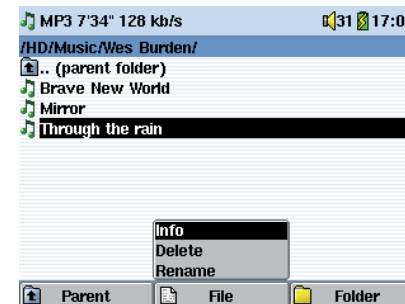 MP3 7'34" 128 kb/s 31 17:0
/HD/Music/Wes Burden/
.. (parent folder)
Brave New World
Mirror
Through the rain
Info
Delete
Rename
Parent File Folder